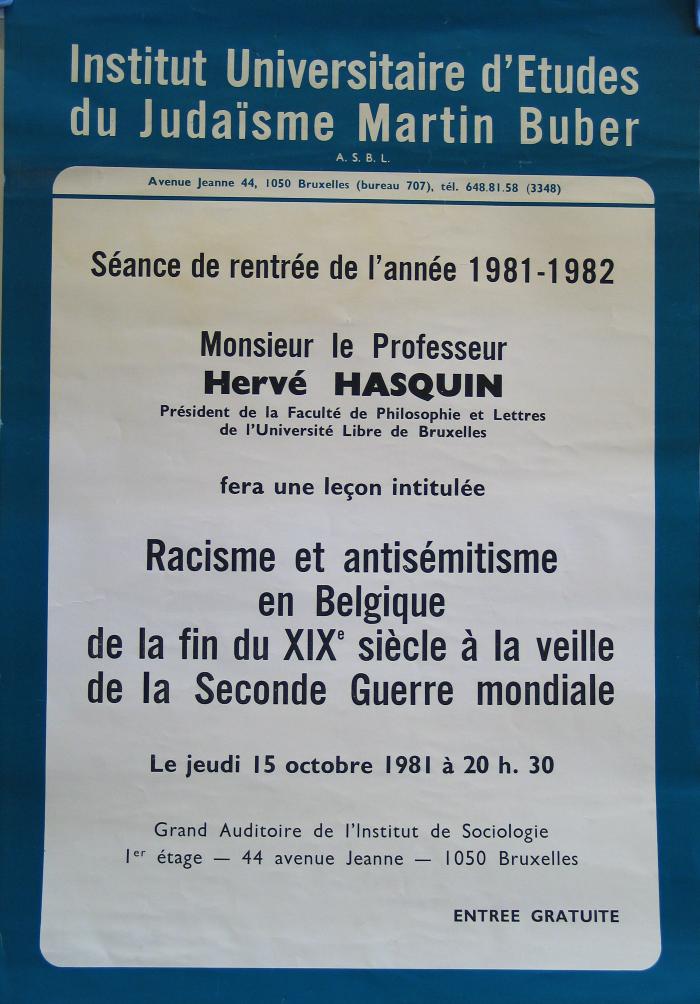 Institut Universitaire d'Etudes
du Judaïsme Martin Buber
A. S. B. L.
Avenue Jeanne 44, 1050 Bruxelles (bureau 707), tél. 648.81.58 (3348)
Séance de rentrée de l'année 1981-1982
Monsieur le Professeur
Hervé HASQUIN
Président de la Faculté de Philosophie et Lettres
de l'Université Libre de Bruxelles
fera une leçon intitulée
Racisme et antisémitisme
en Belgique
de la fin du XIXe siècle à la veille
de la Seconde Guerre mondiale
Le jeudi 15 octobre 1981 à 20 h. 30
Grand Auditoire de l'Institut de Sociologie
1er étage — 44 avenue Jeanne — 1050 Bruxelles
ENTREE GRATUITE